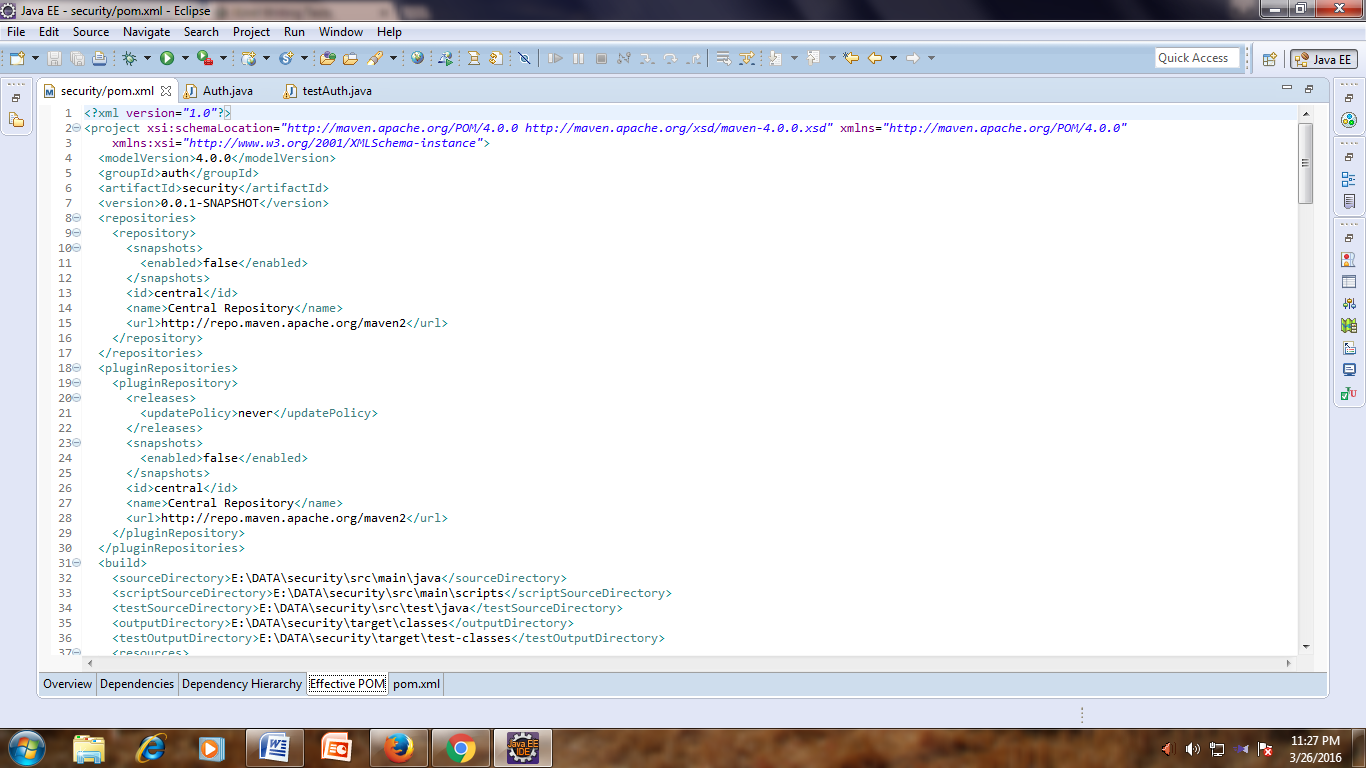 Java EE - security/pom.xml - Eclipse
File Edit Source Navigate Search Project Run Window Help
Quick Access
Java EE
security/pom.xml
Auth.java
testAuth.java
1 <?xml version="1.0"?>
2 <project xsi:schemaLocation="http://maven.apache.org/POM/4.0.0 http://maven.apache.org/xsd/maven-4.0.0.xsd" xmlns="http://maven.apache.org/POM/4.0.0"
3 xmlns:xsi="http://www.w3.org/2001/XMLSchema-instance">
4 <modelVersion>4.0.0</modelVersion>
5 <groupId>auth</groupId>
6 <artifactId>security</artifactId>
7 <version>0.0.1-SNAPSHOT</version>
8 <repositories>
9 <repository>
10 <snapshots>
11 <enabled>false</enabled>
12 </snapshots>
13 <id>central</id>
14 <name>Central Repository</name>
15 <url>http://repo.maven.apache.org/maven2</url>
16 </repository>
17 </repositories>
18 <pluginRepositories>
19 <pluginRepository>
20 <releases>
21 <updatePolicy>never</updatePolicy>
22 </releases>
23 <snapshots>
24 <enabled>false</enabled>
25 </snapshots>
26 <id>central</id>
27 <name>Central Repository</name>
28 <url>http://repo.maven.apache.org/maven2</url>
29 </pluginRepository>
30 </pluginRepositories>
31 <build>
32 <sourceDirectory>E:\DATA\security\src\main\java</sourceDirectory>
33 <scriptSourceDirectory>E:\DATA\security\src\main\scripts</scriptSourceDirectory>
34 <testSourceDirectory>E:\DATA\security\src\test\java</testSourceDirectory>
35 <outputDirectory>E:\DATA\security\target\classes</outputDirectory>
36 <testOutputDirectory>E:\DATA\security\target\test-classes</testOutputDirectory>
37 <resources>
Overview Dependencies Dependency Hierarchy Effective POM pom.xml
Java EE
IDE
11:27 PM
3/26/2016